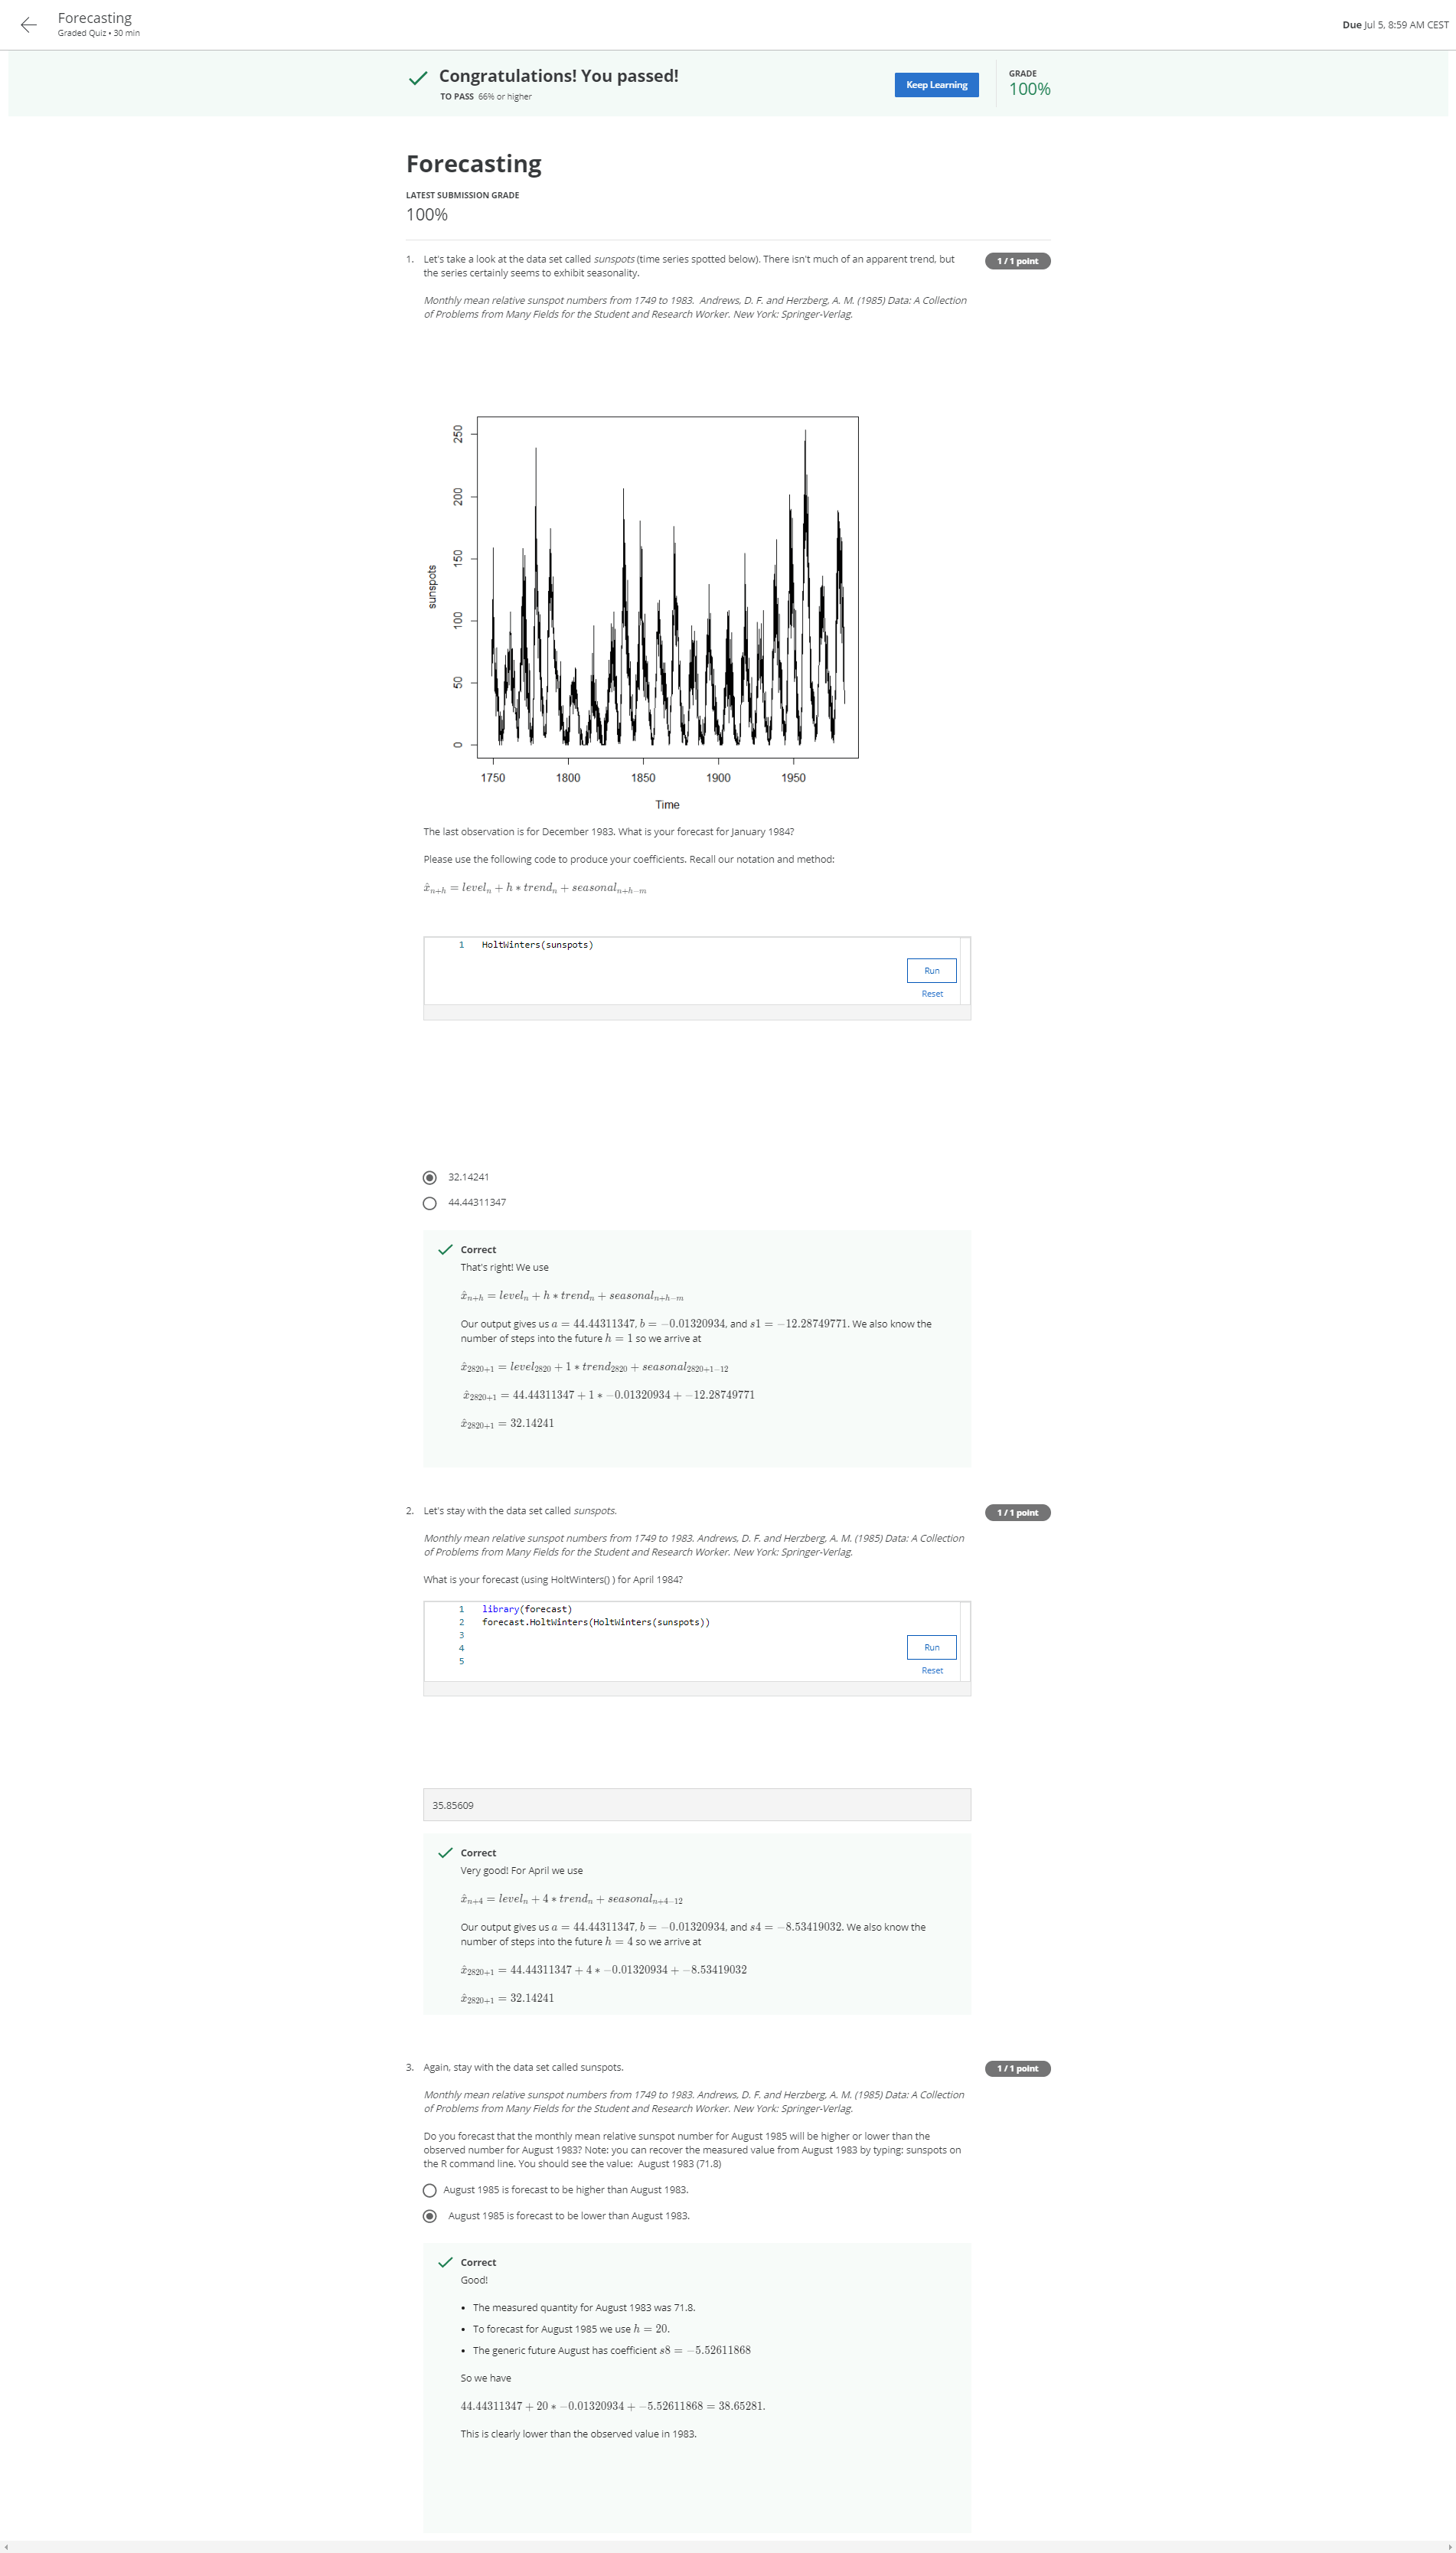 Forecasting
Graded Quiz • 30 min
Due Jul 5, 8:59 AM CEST
Congratulations! You passed!
TO PASS 66% or higher
Keep Learning
GRADE
100%
Forecasting
LATEST SUBMISSION GRADE
100%
1. Let's take a look at the data set called sunspots (time series spotted below). There isn't much of an apparent trend, but
the series certainly seems to exhibit seasonality.
1 / 1 point
Monthly mean relative sunspot numbers from 1749 to 1983. Andrews, D. F. and Herzberg, A. M. (1985) Data: A Collection
of Problems from Many Fields for the Student and Research Worker. New York: Springer-Verlag.
250
200
150
100
50
0
sunspots
1750 1800 1850 1900 1950
Time
The last observation is for December 1983. What is your forecast for January 1984?
Please use the following code to produce your coefficients. Recall our notation and method:
x̂ₙ₊ₕ = levelₙ + h ∗ trendₙ + seasonalₙ₊ₕ₋ₘ
1 HoltWinters(sunspots)
Run
Reset
32.14241
44.44311347
Correct
That's right! We use
x̂ₙ₊ₕ = levelₙ + h ∗ trendₙ + seasonalₙ₊ₕ₋ₘ
Our output gives us a = 44.44311347, b = −0.01320934, and s1 = −12.28749771. We also know the
number of steps into the future h = 1 so we arrive at
x̂₂₈₂₀₊₁ = level₂₈₂₀ + 1 ∗ trend₂₈₂₀ + seasonal₂₈₂₀₊₁₋₁₂
x̂₂₈₂₀₊₁ = 44.44311347 + 1 ∗ −0.01320934 + −12.28749771
x̂₂₈₂₀₊₁ = 32.14241
2. Let's stay with the data set called sunspots.
1 / 1 point
Monthly mean relative sunspot numbers from 1749 to 1983. Andrews, D. F. and Herzberg, A. M. (1985) Data: A Collection
of Problems from Many Fields for the Student and Research Worker. New York: Springer-Verlag.
What is your forecast (using HoltWinters() ) for April 1984?
1 library(forecast)
2 forecast.HoltWinters(HoltWinters(sunspots))
3
4
5
Run
Reset
35.85609
Correct
Very good! For April we use
x̂ₙ₊₄ = levelₙ + 4 ∗ trendₙ + seasonalₙ₊₄₋₁₂
Our output gives us a = 44.44311347, b = −0.01320934, and s4 = −8.53419032. We also know the
number of steps into the future h = 4 so we arrive at
x̂₂₈₂₀₊₁ = 44.44311347 + 4 ∗ −0.01320934 + −8.53419032
x̂₂₈₂₀₊₁ = 32.14241
3. Again, stay with the data set called sunspots.
1 / 1 point
Monthly mean relative sunspot numbers from 1749 to 1983. Andrews, D. F. and Herzberg, A. M. (1985) Data: A Collection
of Problems from Many Fields for the Student and Research Worker. New York: Springer-Verlag.
Do you forecast that the monthly mean relative sunspot number for August 1985 will be higher or lower than the
observed number for August 1983? Note: you can recover the measured value from August 1983 by typing: sunspots on
the R command line. You should see the value: August 1983 (71.8)
August 1985 is forecast to be higher than August 1983.
August 1985 is forecast to be lower than August 1983.
Correct
Good!
• The measured quantity for August 1983 was 71.8.
• To forecast for August 1985 we use h = 20.
• The generic future August has coefficient s8 = −5.52611868
So we have
44.44311347 + 20 ∗ −0.01320934 + −5.52611868 = 38.65281.
This is clearly lower than the observed value in 1983.